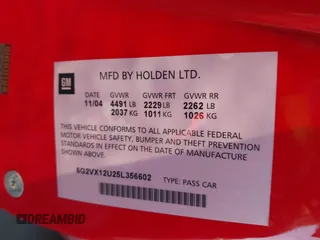 GM
MFD BY HOLDEN LTD.
GVWR GVWR FRT GVWR RR
11/04 4491 LB 2229 LB 2262 LB
2037 KG 1011 KG 1026 KG
THIS VEHICLE CONFORMS TO ALL APPLICABLE FEDERAL
MOTOR VEHICLE SAFETY, BUMPER AND THEFT PREVENTION
STANDARDS IN EFFECT ON THE DATE OF MANUFACTURE
SHOWN ABOVE.
6G2VX12U25L356602
TYPE: PASS CAR
DREAMBID